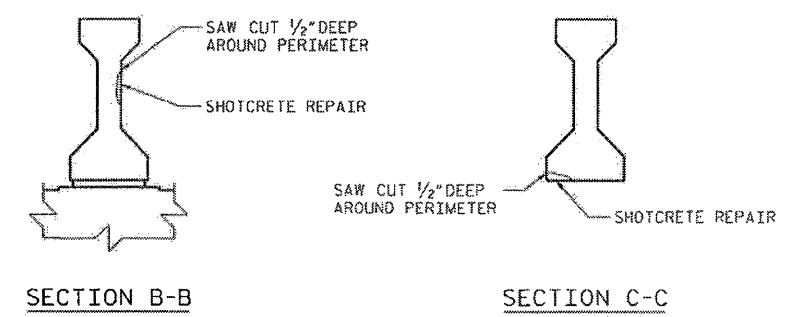 SAW CUT ½" DEEP
AROUND PERIMETER
SHOTCRETE REPAIR
SECTION B-B
SAW CUT ½" DEEP
AROUND PERIMETER
SHOTCRETE REPAIR
SECTION C-C